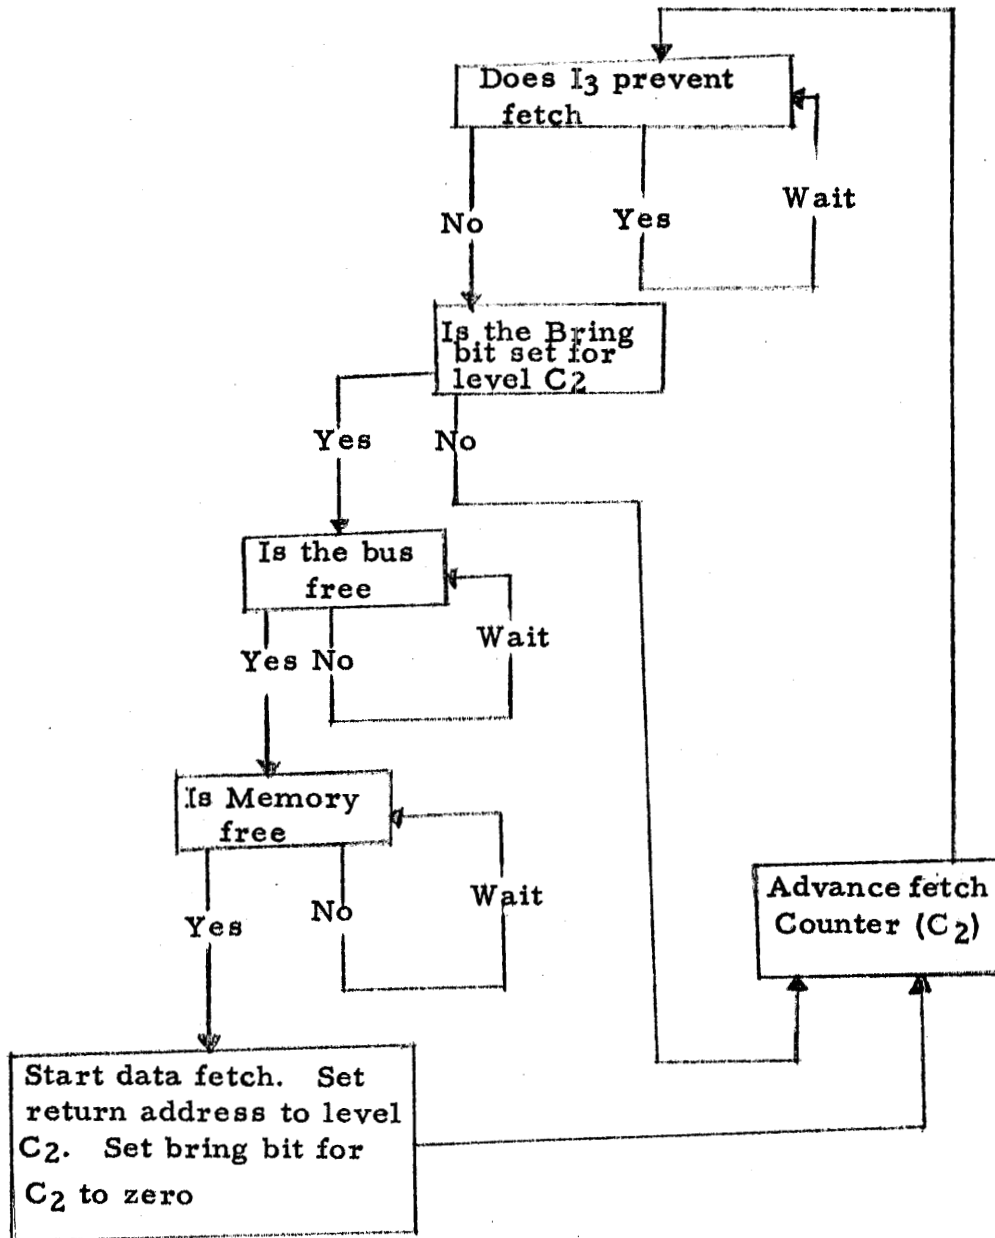 Does I3 prevent
fetch
Wait
No
Yes
Is the Bring
bit set for
level C2
Yes
No
Is the bus
free
Wait
Yes
No
Is Memory
free
Wait
Yes
No
Advance fetch
Counter (C2)
Start data fetch. Set
return address to level
C2. Set bring bit for
C2 to zero